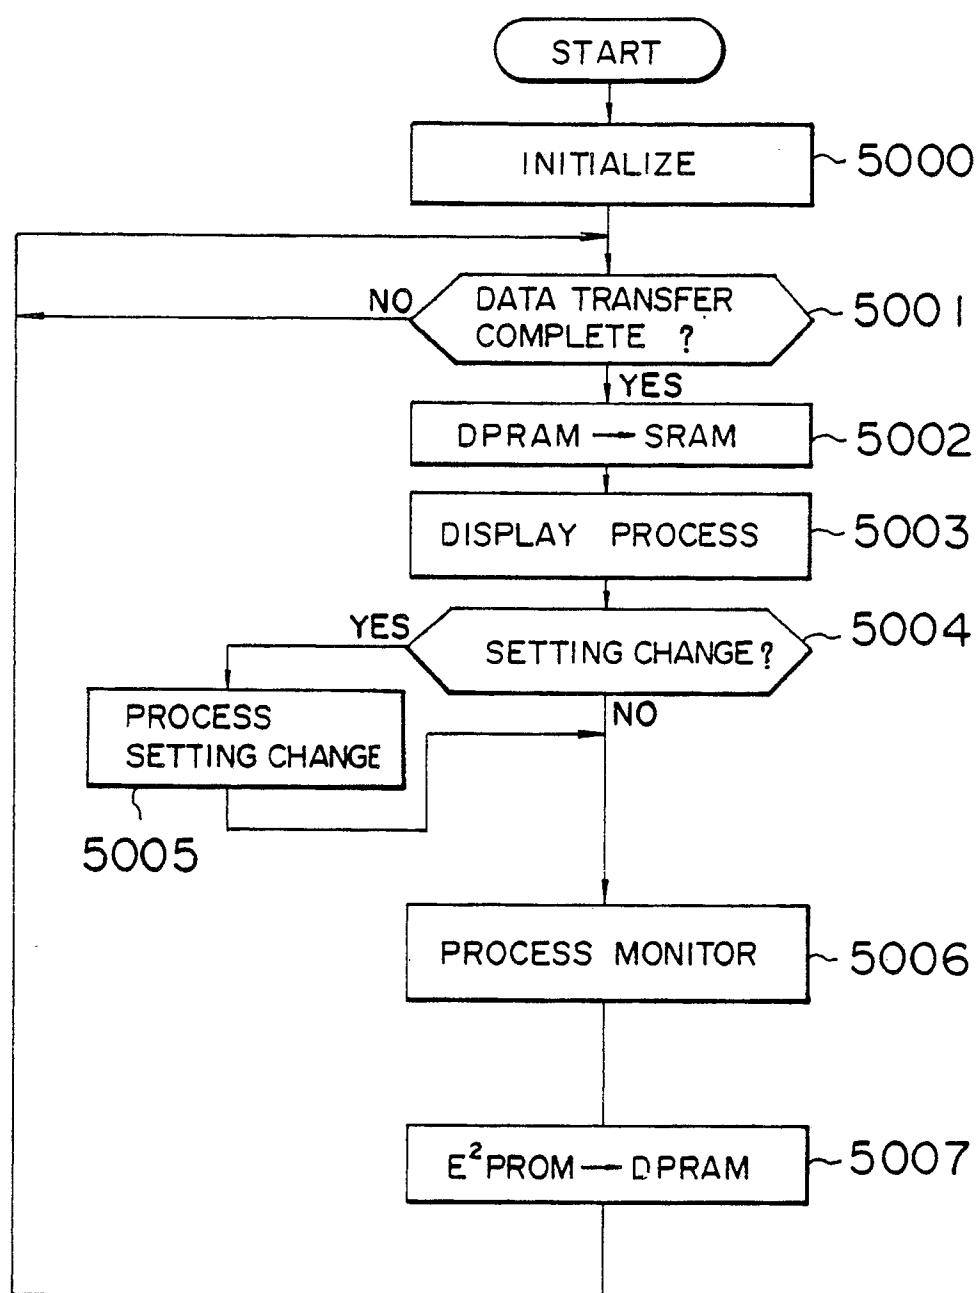 START
INITIALIZE
5000
NO
DATA TRANSFER
COMPLETE ?
5001
YES
DPRAM → SRAM
5002
DISPLAY PROCESS
5003
YES
SETTING CHANGE?
5004
NO
PROCESS
SETTING CHANGE
5005
PROCESS MONITOR
5006
E²PROM → DPRAM
5007